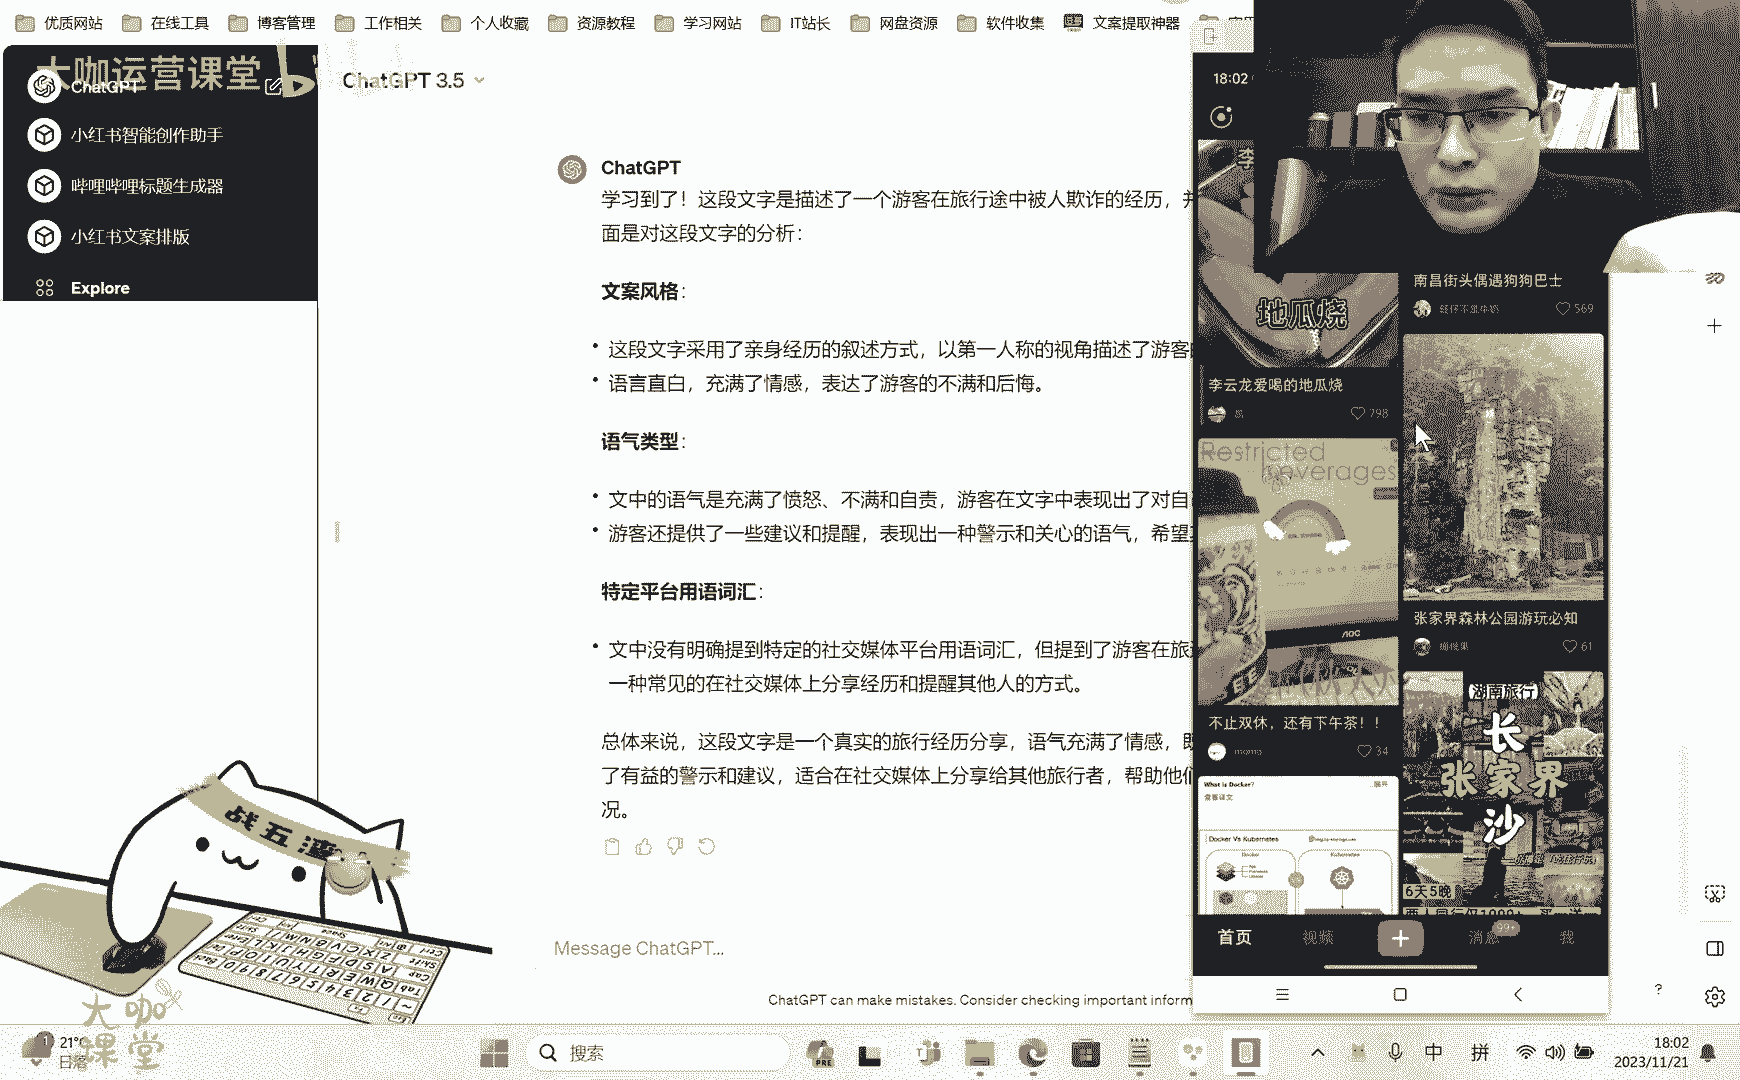 优质网站
在线工具
博客管理
工作相关
个人收藏
资源教程
学习网站
IT站长
网盘资源
软件收集
文案提取神器
大咖运营课堂
ChatGPT
小红书智能创作助手
哔哩哔哩标题生成器
小红书文案排版
Explore
ChatGPT 3.5
ChatGPT
学习到了！这段文字是描述了一个游客在旅行途中被人欺诈的经历，并
面是对这段文字的分析：
文案风格：
• 这段文字采用了亲身经历的叙述方式，以第一人称的视角描述了游客的
• 语言直白，充满了情感，表达了游客的不满和后悔。
语气类型：
• 文中的语气是充满了愤怒、不满和自责，游客在文字中表现出了对自
• 游客还提供了一些建议和提醒，表现出一种警示和关心的语气，希望
特定平台用语词汇：
• 文中没有明确提到特定的社交媒体平台用语词汇，但提到了游客在旅
一种常见的在社交媒体上分享经历和提醒其他人的方式。
总体来说，这段文字是一个真实的旅行经历分享，语气充满了情感，既
了有益的警示和建议，适合在社交媒体上分享给其他旅行者，帮助他们
况。
Message ChatGPT...
ChatGPT can make mistakes. Consider checking important inform
18:02
李
地瓜烧
李云龙爱喝的地瓜烧
798
Restricted
beverages
AOC
不止双休，还有下午茶！！
momo
34
What is Docker?
查看译文
Docker Vs Kubernetes
Docker
Kubernetes
南昌街头偶遇狗狗巴士
569
张家界森林公园游玩必知
61
湖南旅行
长
张家界
沙
6天5晚
首页
视频
消息
99+
我
战五渣
大咖
课堂
1
21°C
日落
搜索
PRE
中
拼
18:02
2023/11/21